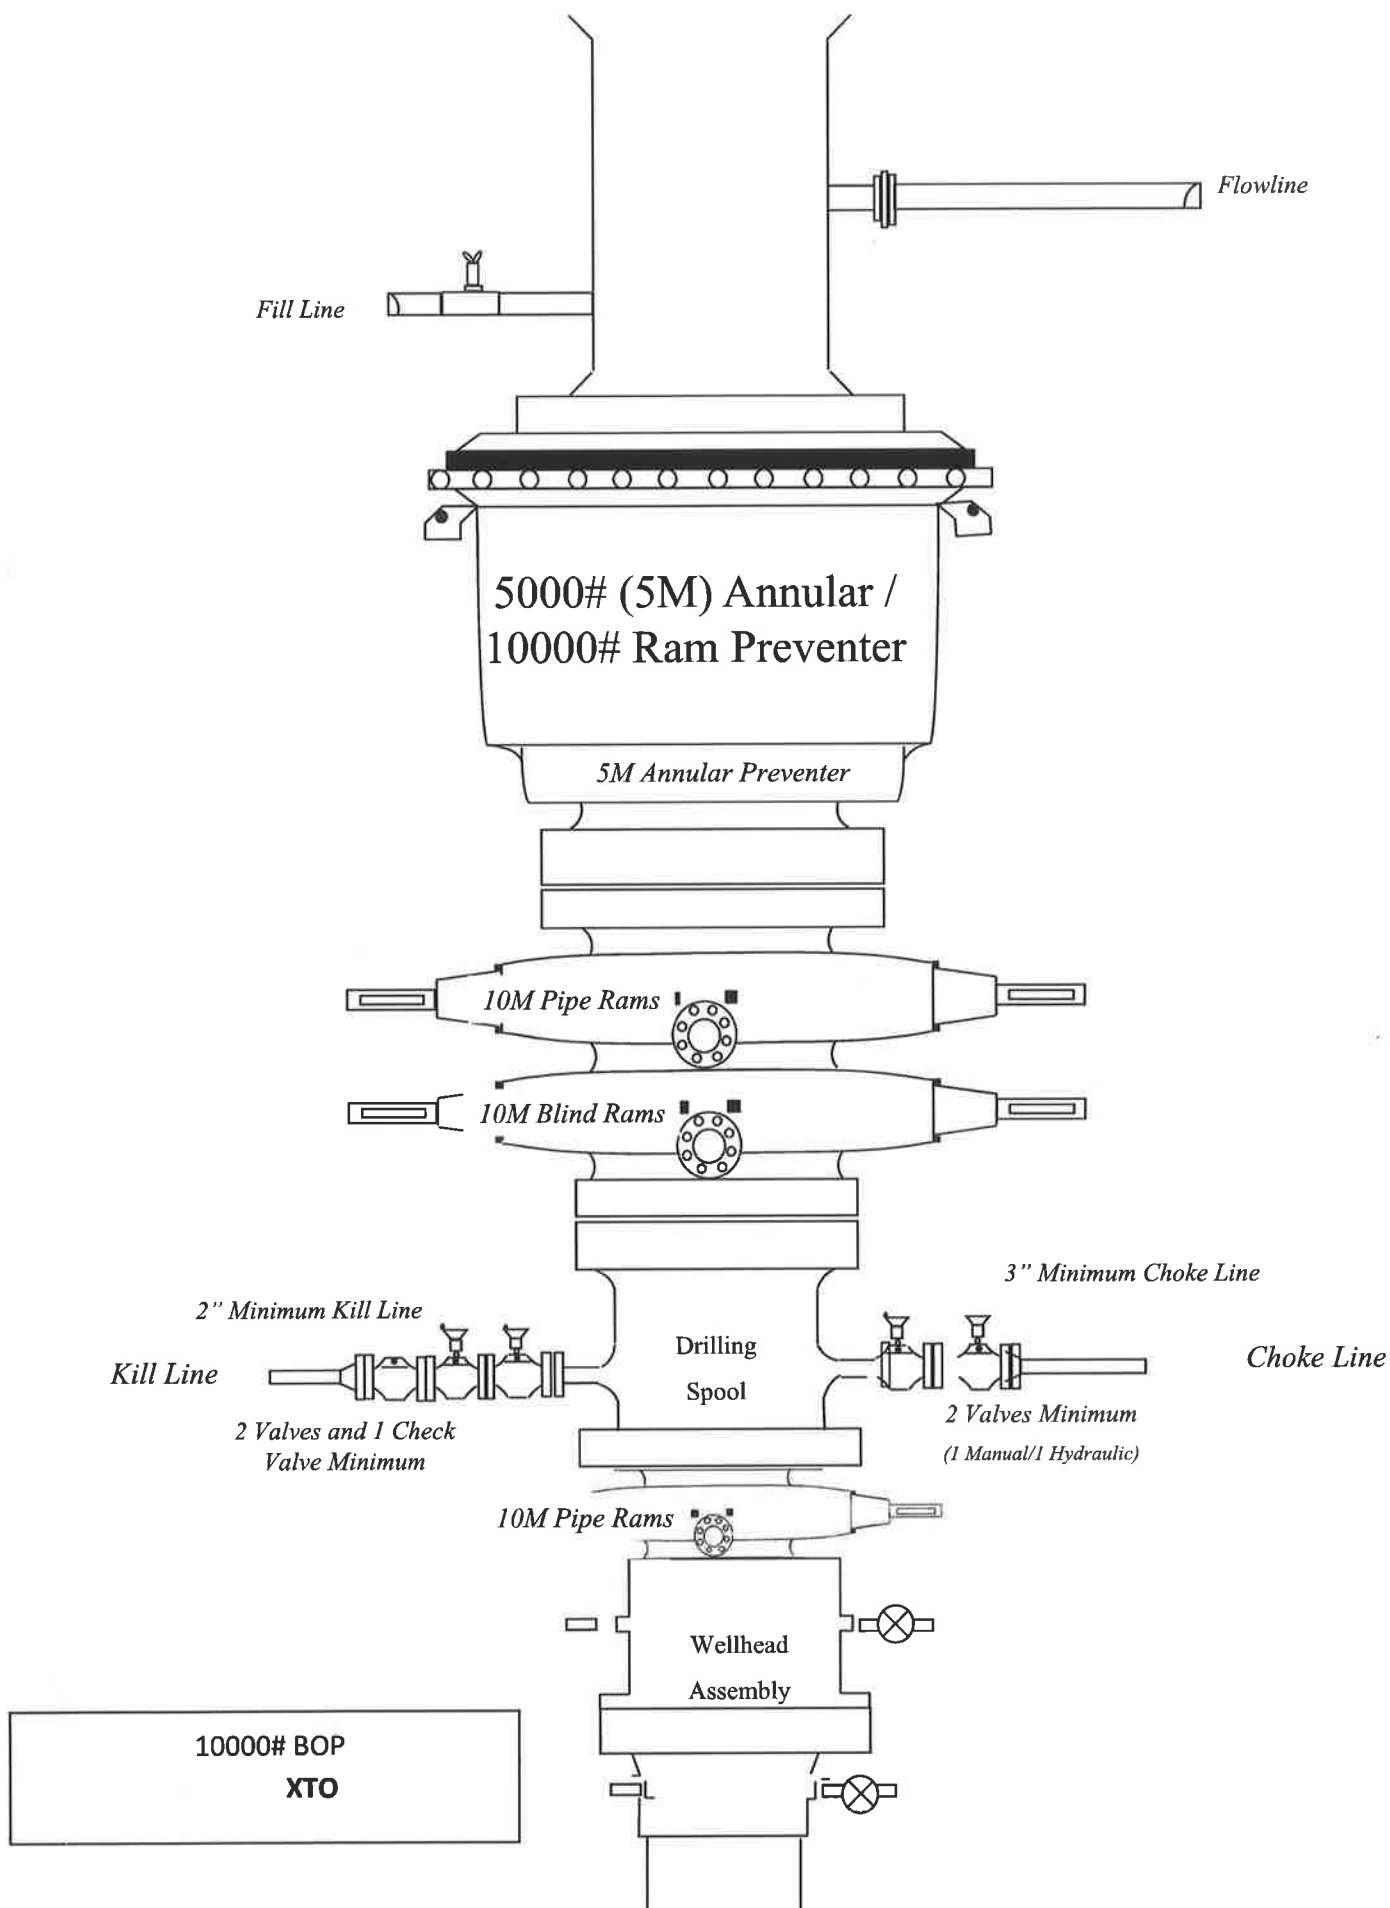 Flowline
Fill Line
5000# (5M) Annular /
10000# Ram Preventer
5M Annular Preventer
10M Pipe Rams
10M Blind Rams
3” Minimum Choke Line
2” Minimum Kill Line
Drilling
Spool
Kill Line
Choke Line
2 Valves and 1 Check
Valve Minimum
2 Valves Minimum
(1 Manual/1 Hydraulic)
10M Pipe Rams
Wellhead
Assembly
10000# BOP
XTO